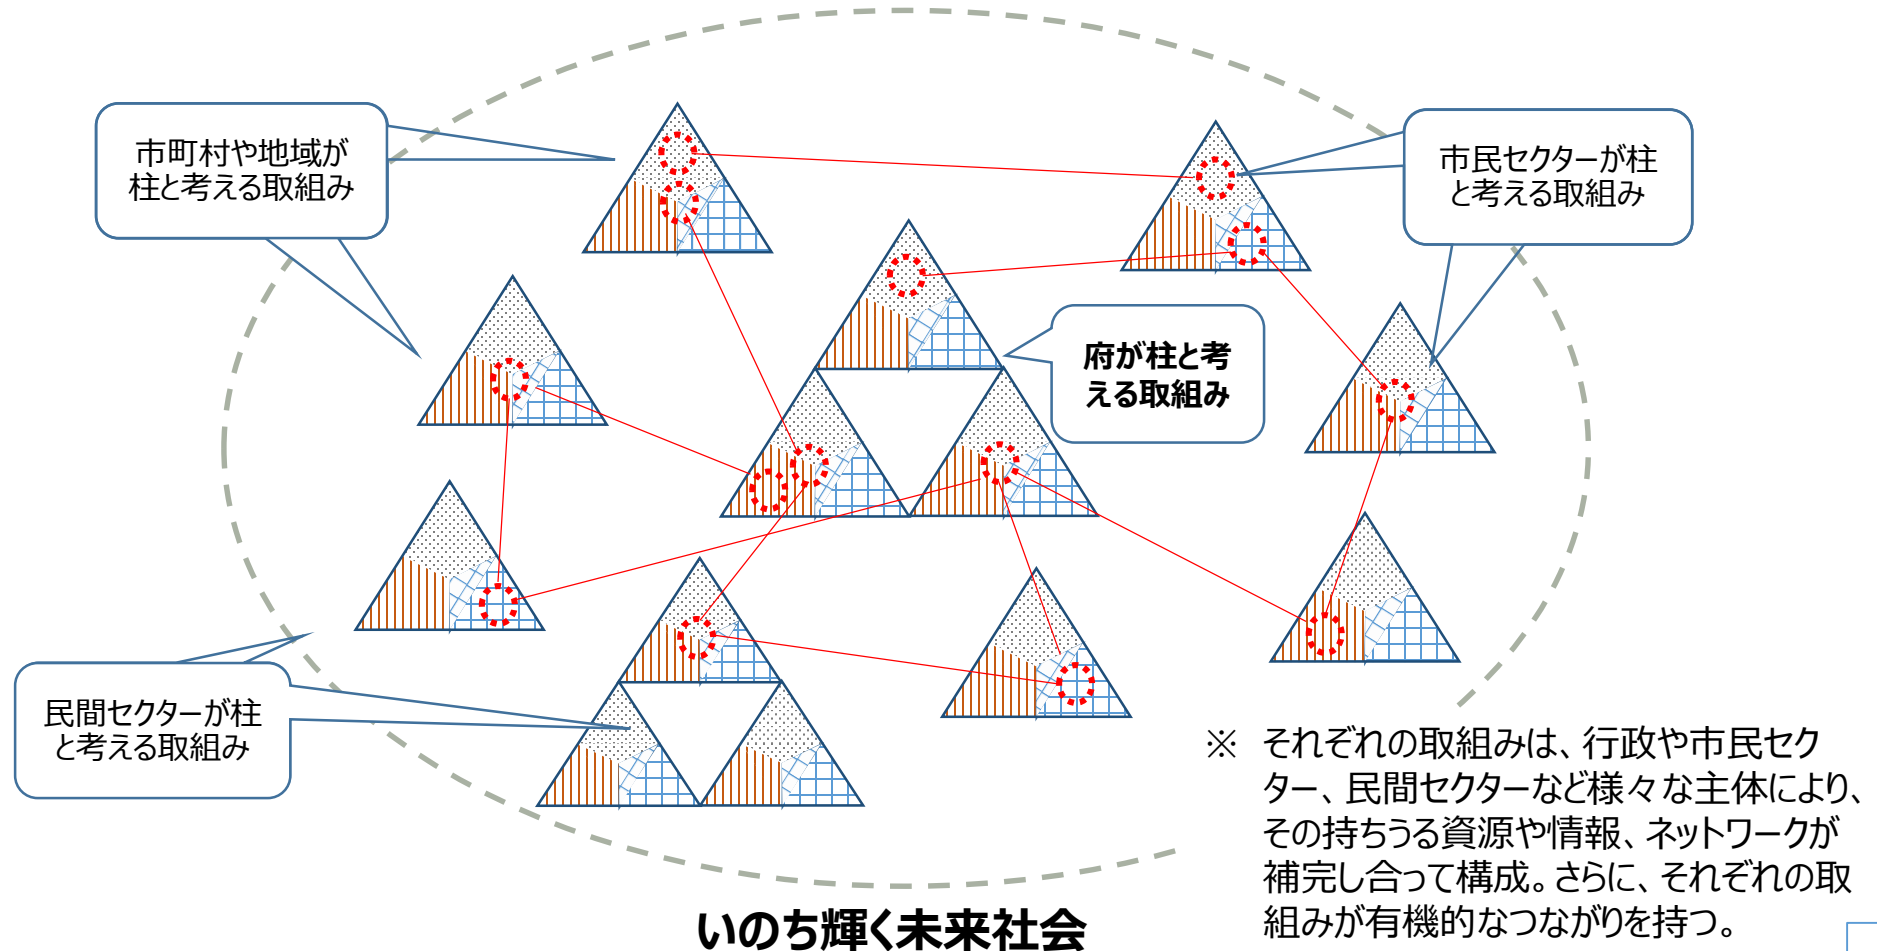 市町村や地域が
柱と考える取組み
市民セクターが柱
と考える取組み
府が柱と考
える取組み
民間セクターが柱
と考える取組み
※ それぞれの取組みは、行政や市民セク
ター、民間セクターなど様々な主体により、
その持ちうる資源や情報、ネットワークが
補完し合って構成。さらに、それぞれの取
組みが有機的なつながりを持つ。
いのち輝く未来社会